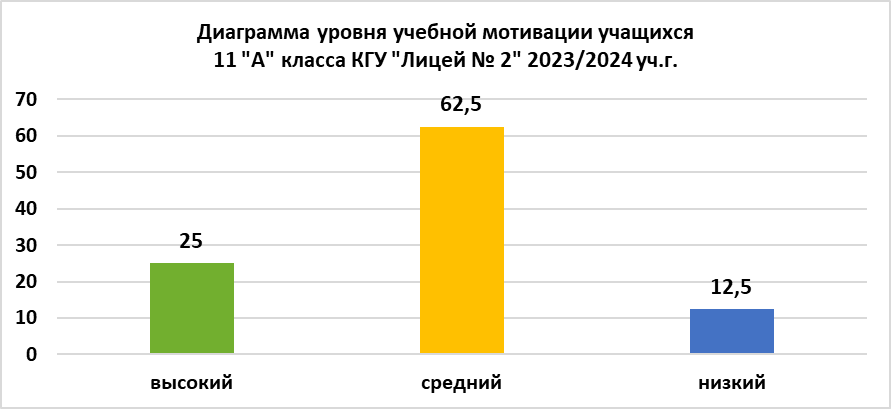 Диаграмма уровня учебной мотивации учащихся
11 "А" класса КГУ "Лицей № 2" 2023/2024 уч.г.
70
60
50
40
30
20
10
0
25
62,5
12,5
высокий
средний
низкий